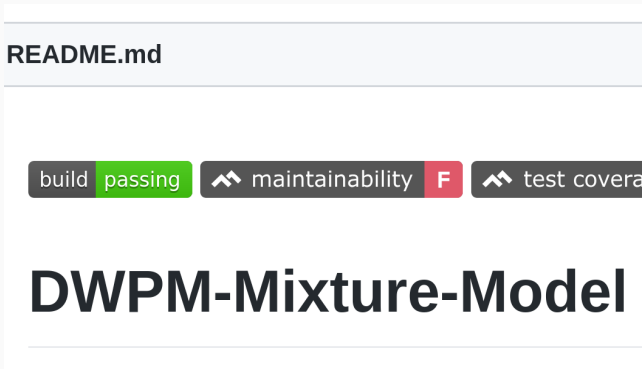 README.md
build passing maintainability F test covera
DWPM-Mixture-Model